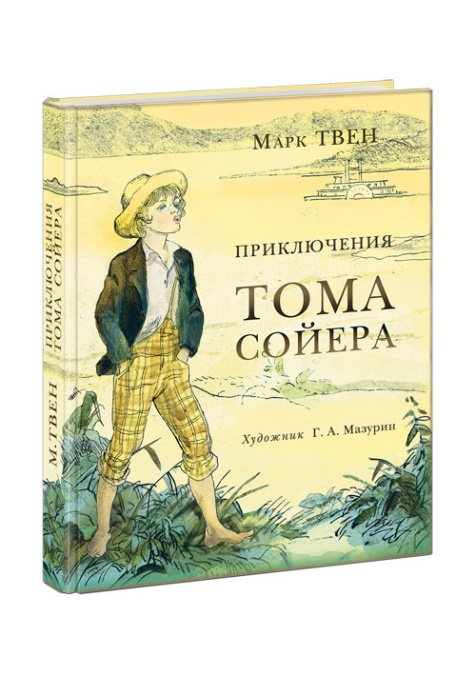 Марк ТВЕН
ПРИКЛЮЧЕНИЯ
ТОМА
СОЙЕРА
Художник Г. А. Мазурин
М. ТВЕН ПРИКЛЮЧЕНИЯ
ТОМА СОЙЕРА